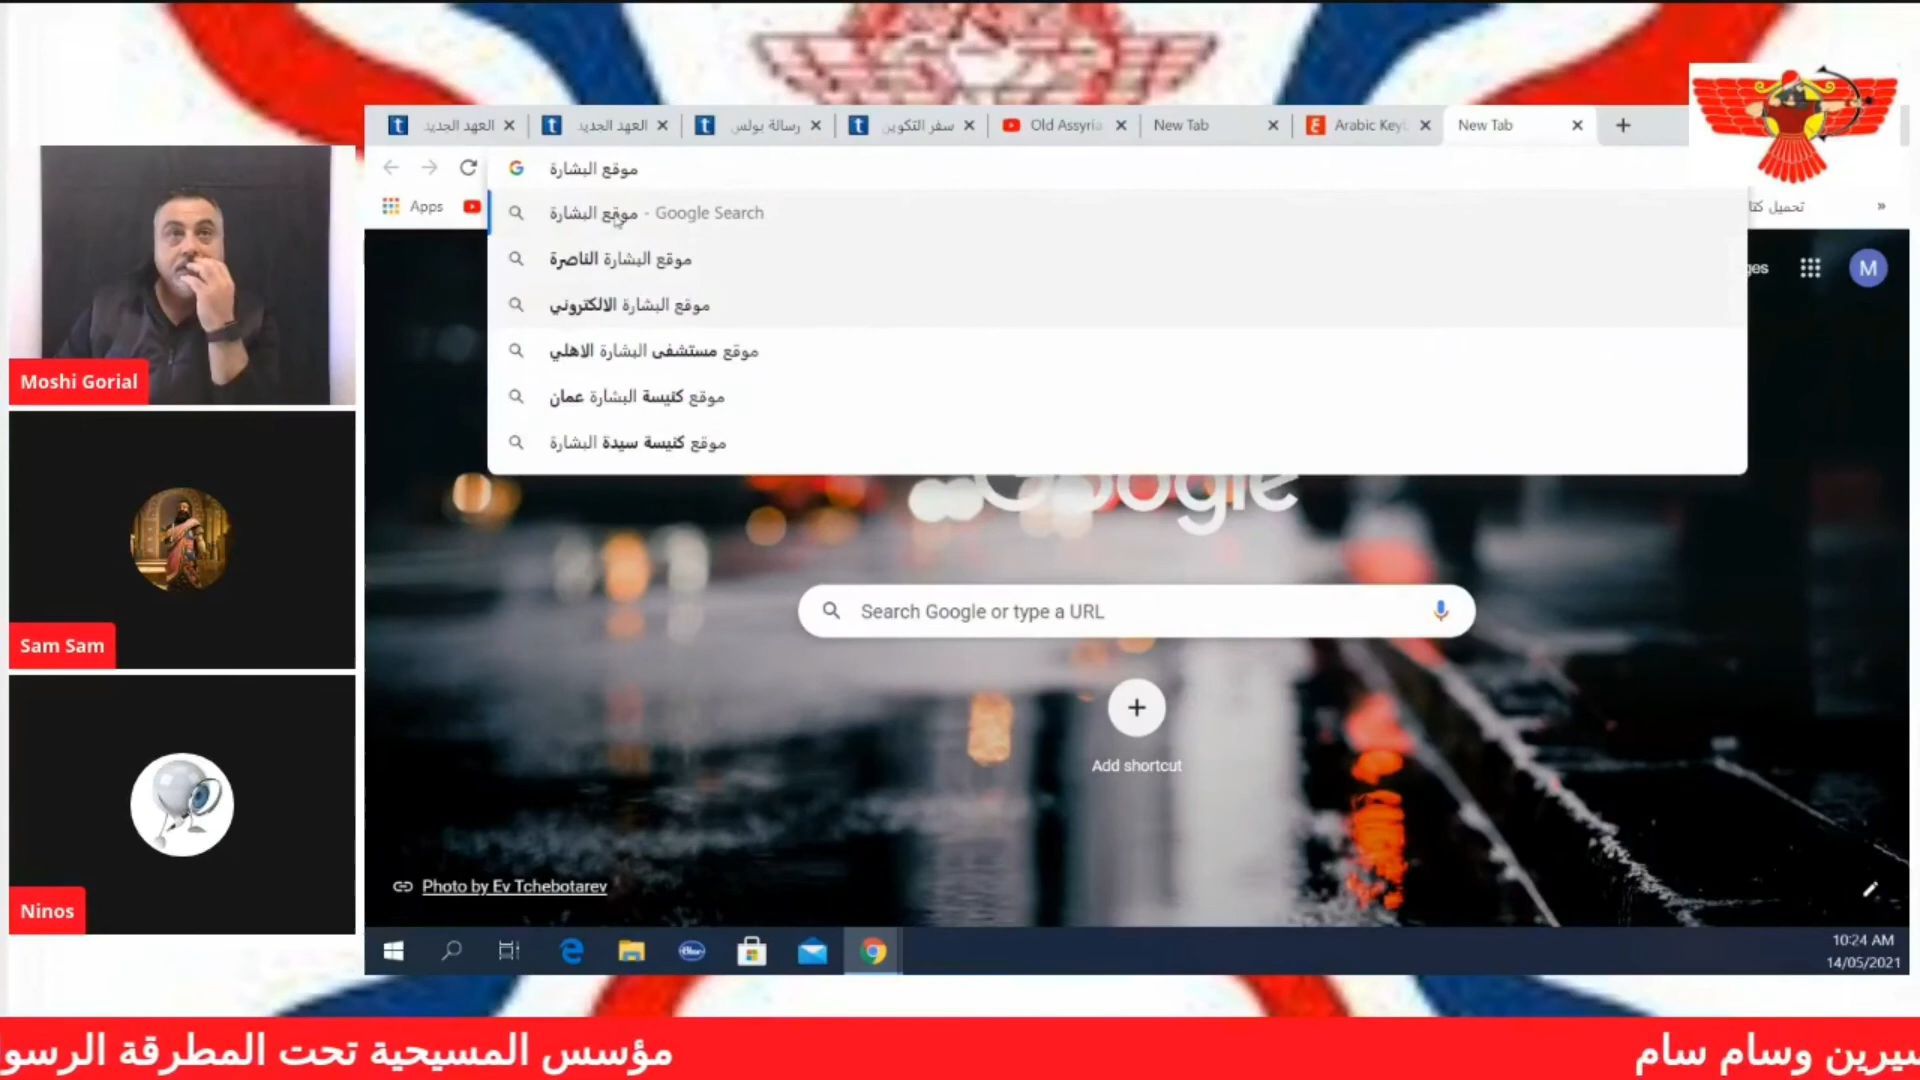 العهد الجديد
العهد الجديد
رسالة بولس
سفر التكوين
Old Assyria
New Tab
Arabic Key
New Tab
موقع البشارة
Apps
موقع البشارة - Google Search
تحميل كتا
موقع البشارة الناصرة
موقع البشارة الالكتروني
M
موقع مستشفى البشارة الاهلي
موقع كنيسة البشارة عمان
موقع كنيسة سيدة البشارة
Moshi Gorial
Google
Search Google or type a URL
Sam Sam
Add shortcut
Photo by Ev Tchebotarev
Ninos
10:24 AM
14/05/2021
سيرين وسام سام
مؤسس المسيحية تحت المطرقة الرسو